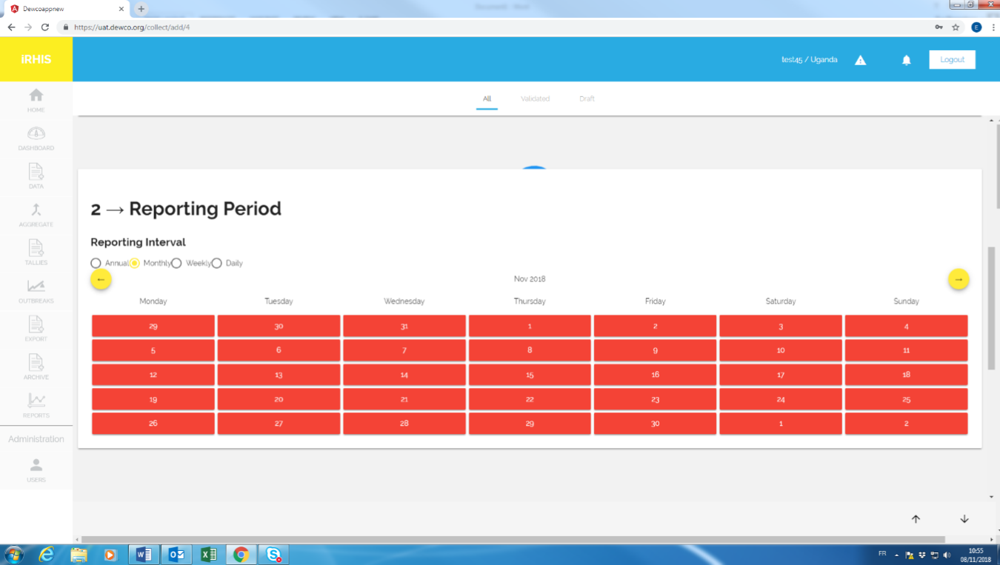 Dewcoappnew
https://uat.dewco.org/collect/add/4
E
iRHIS
test45 / Uganda
Logout
All Validated Draft
HOME
DASHBOARD
DATA
AGGREGATE
TALLIES
OUTBREAKS
EXPORT
ARCHIVE
REPORTS
Administration
USERS
2 → Reporting Period
Reporting Interval
Annual Monthly Weekly Daily
← Nov 2018 →
Monday Tuesday Wednesday Thursday Friday Saturday Sunday
29 30 31 1 2 3 4
5 6 7 8 9 10 11
12 13 14 15 16 17 18
19 20 21 22 23 24 25
26 27 28 29 30 1 2
FR
10:55
08/11/2018